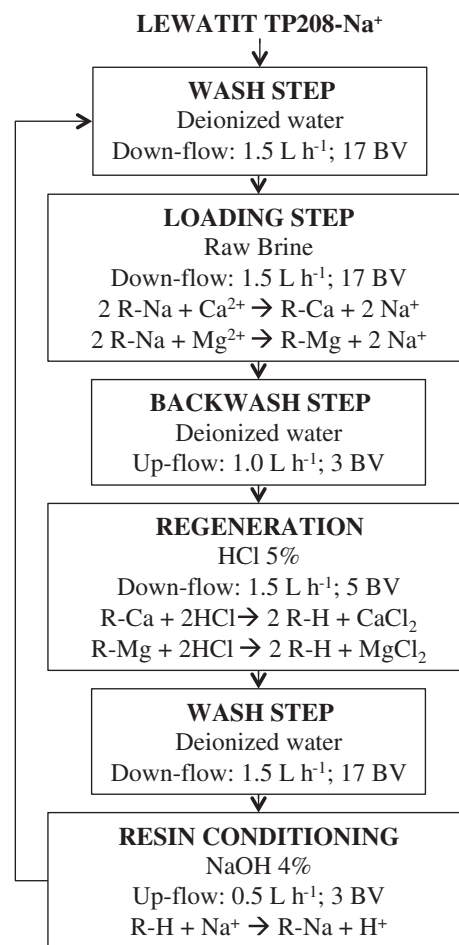 LEWATIT TP208-Na⁺
WASH STEP
Deionized water
Down-flow: 1.5 L h⁻¹; 17 BV
LOADING STEP
Raw Brine
Down-flow: 1.5 L h⁻¹; 17 BV
2 R-Na + Ca²⁺ → R-Ca + 2 Na⁺
2 R-Na + Mg²⁺ → R-Mg + 2 Na⁺
BACKWASH STEP
Deionized water
Up-flow: 1.0 L h⁻¹; 3 BV
REGENERATION
HCl 5%
Down-flow: 1.5 L h⁻¹; 5 BV
R-Ca + 2HCl → 2 R-H + CaCl₂
R-Mg + 2HCl → 2 R-H + MgCl₂
WASH STEP
Deionized water
Down-flow: 1.5 L h⁻¹; 17 BV
RESIN CONDITIONING
NaOH 4%
Up-flow: 0.5 L h⁻¹; 3 BV
R-H + Na⁺ → R-Na + H⁺